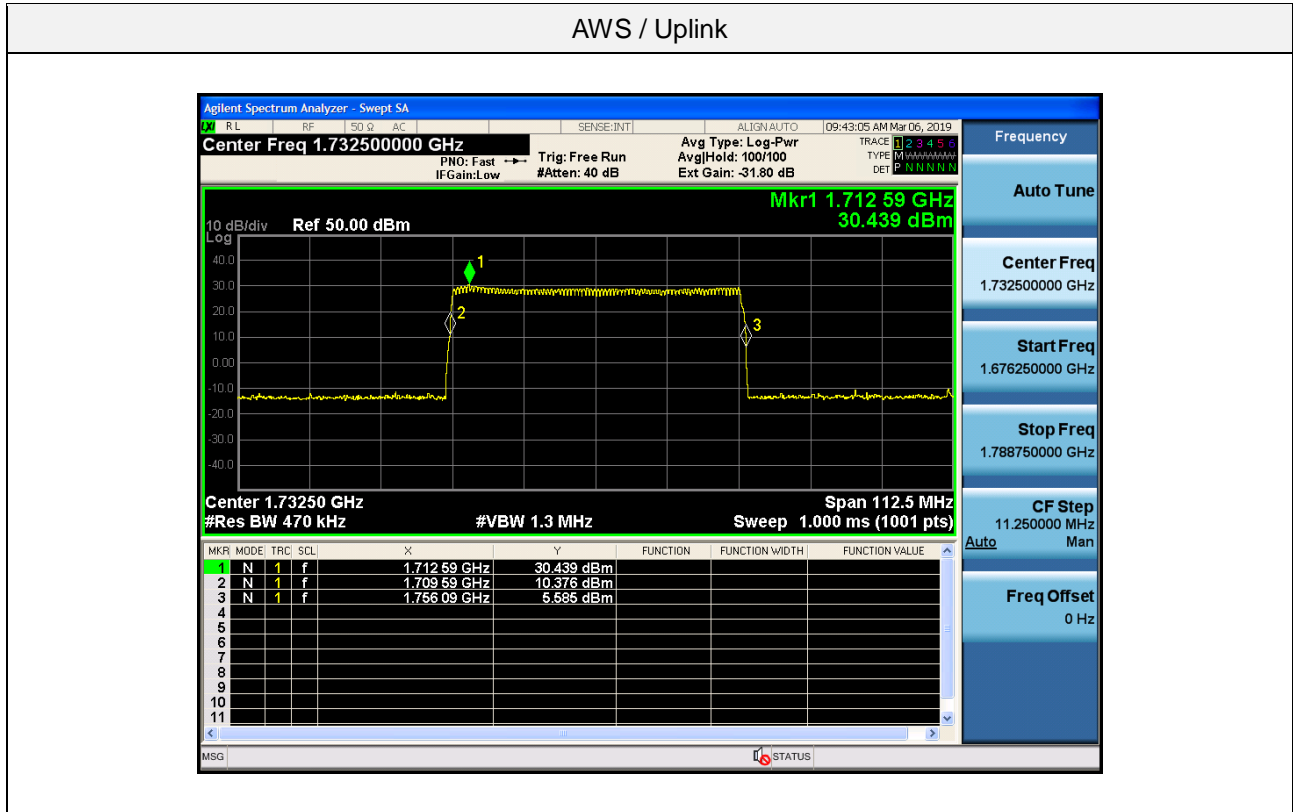 AWS / Uplink
Agilent Spectrum Analyzer - Swept SA
LXI RL RF 50 Ω AC SENSE:INT ALIGN AUTO 09:43:05 AM Mar 06, 2019
Center Freq 1.732500000 GHz
PNO: Fast
IFGain:Low
Trig: Free Run
#Atten: 40 dB
Avg Type: Log-Pwr
Avg|Hold: 100/100
Ext Gain: -31.80 dB
TRACE 1 2 3 4 5 6
TYPE M WWWWW
DET P N N N N N
Mkr1 1.712 59 GHz
30.439 dBm
10 dB/div Ref 50.00 dBm
Log
40.0
30.0
20.0
10.0
0.00
-10.0
-20.0
-30.0
-40.0
1
2
3
Center 1.73250 GHz Span 112.5 MHz
#Res BW 470 kHz #VBW 1.3 MHz Sweep 1.000 ms (1001 pts)
MKR MODE TRC SCL X Y FUNCTION FUNCTION WIDTH FUNCTION VALUE
1 N 1 f 1.712 59 GHz 30.439 dBm
2 N 1 f 1.709 59 GHz 10.376 dBm
3 N 1 f 1.756 09 GHz 5.585 dBm
4
5
6
7
8
9
10
11
MSG STATUS
Frequency
Auto Tune
Center Freq
1.732500000 GHz
Start Freq
1.676250000 GHz
Stop Freq
1.788750000 GHz
CF Step
11.250000 MHz
Auto Man
Freq Offset
0 Hz